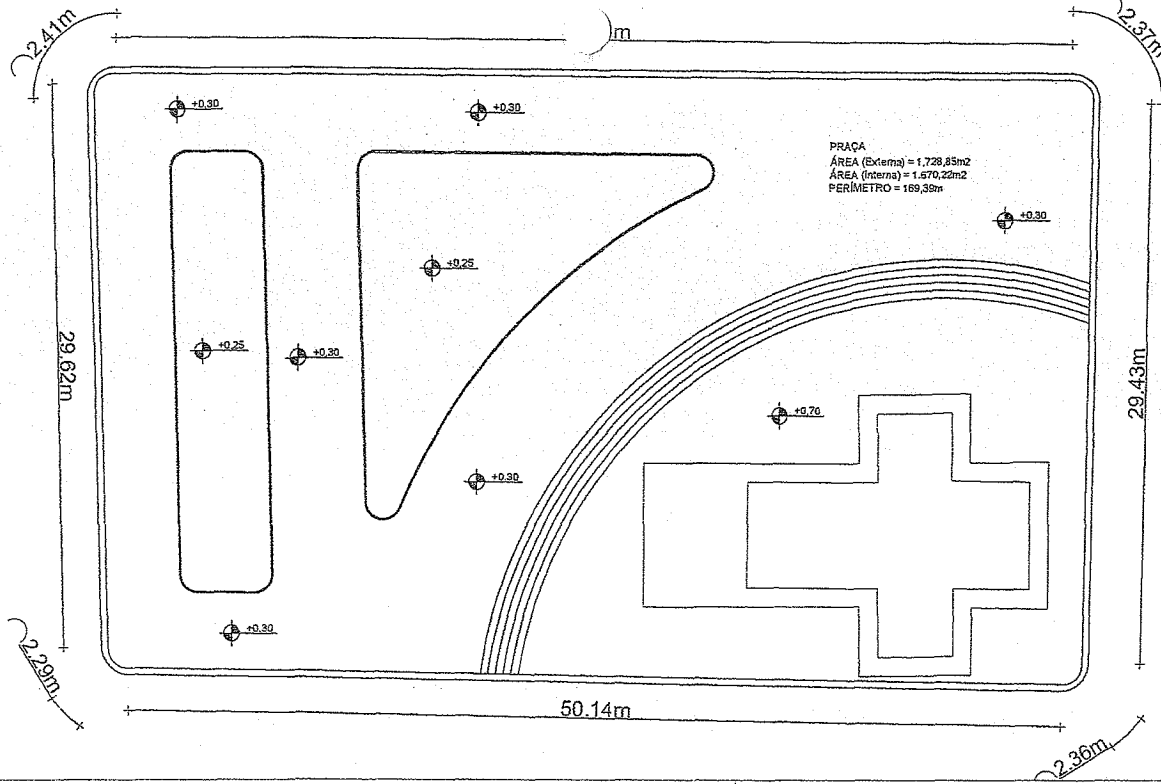 2.41m
m
2.37m
+0,30
+0,30
PRAÇA
ÁREA (Externa) = 1,728,85m2
ÁREA (Interna) = 1.670,22m2
PERÍMETRO = 169,39m
+0,30
+0,25
+0,25
+0,30
29.62m
29.43m
+0,70
+0,30
+0,30
2.29m
50.14m
2.36m